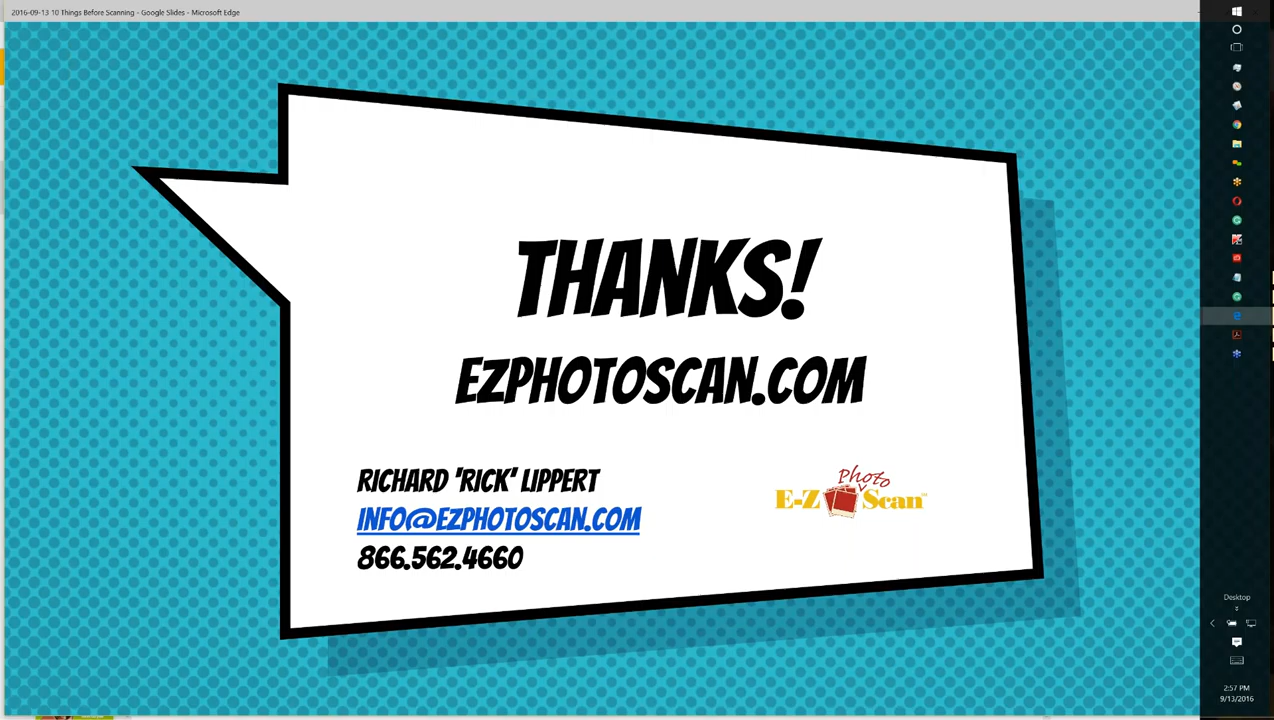 2016-09-13 10 Things Before Scanning - Google Slides - Microsoft Edge
THANKS!
EZPHOTOSCAN.COM
RICHARD 'RICK' LIPPERT
INFO@EZPHOTOSCAN.COM
866.562.4660
Photo
E-Z Scan
Desktop
2:57 PM
9/13/2016